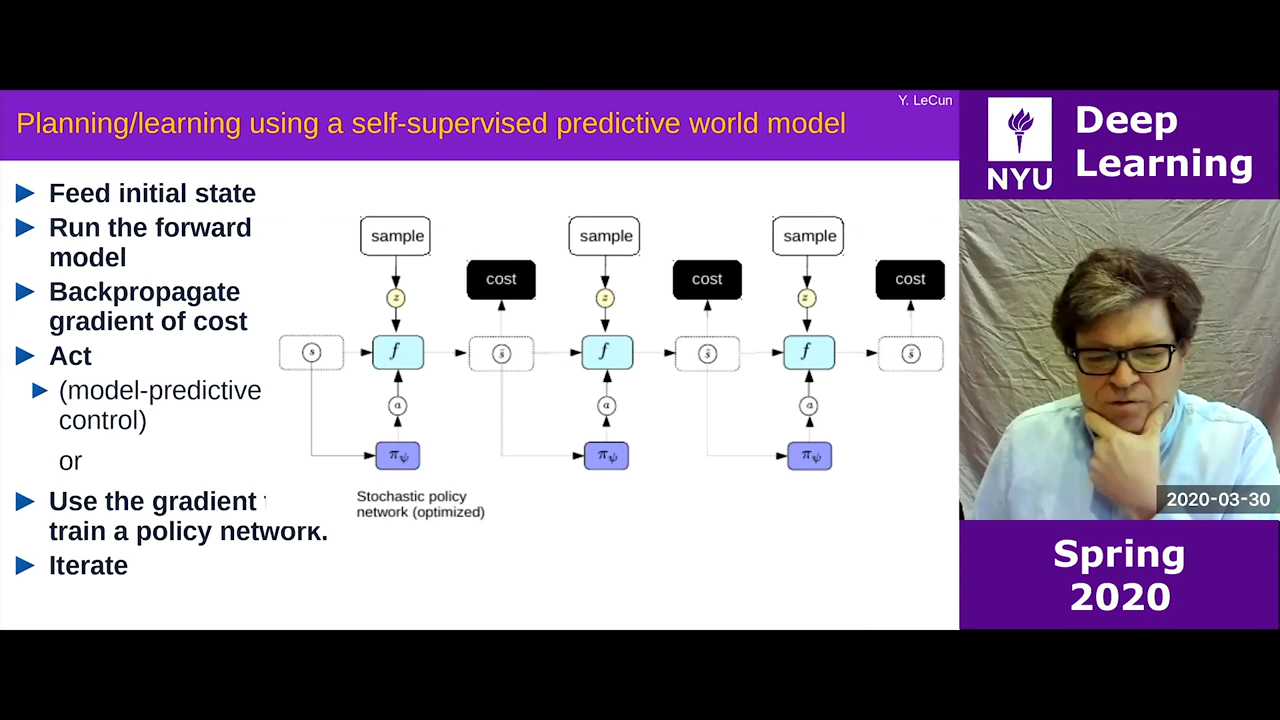 Y. LeCun
Planning/learning using a self-supervised predictive world model
Feed initial state
Run the forward
model
Backpropagate
gradient of cost
Act
(model-predictive
control)
or
Use the gradient
train a policy network.
Iterate
sample
sample
sample
cost
cost
cost
z
z
z
s
f
s̄
f
s̄
f
s̄
a
a
a
πψ
πψ
πψ
Stochastic policy
network (optimized)
NYU
Deep
Learning
2020-03-30
Spring
2020